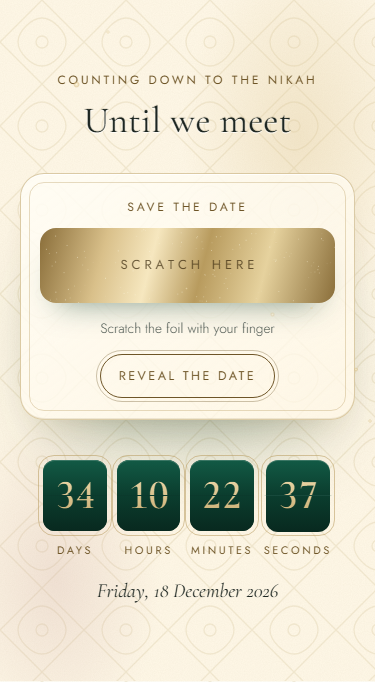 COUNTING DOWN TO THE NIKAH
Until we meet
SAVE THE DATE
SCRATCH HERE
Scratch the foil with your finger
REVEAL THE DATE
34 10 22 37
DAYS HOURS MINUTES SECONDS
Friday, 18 December 2026